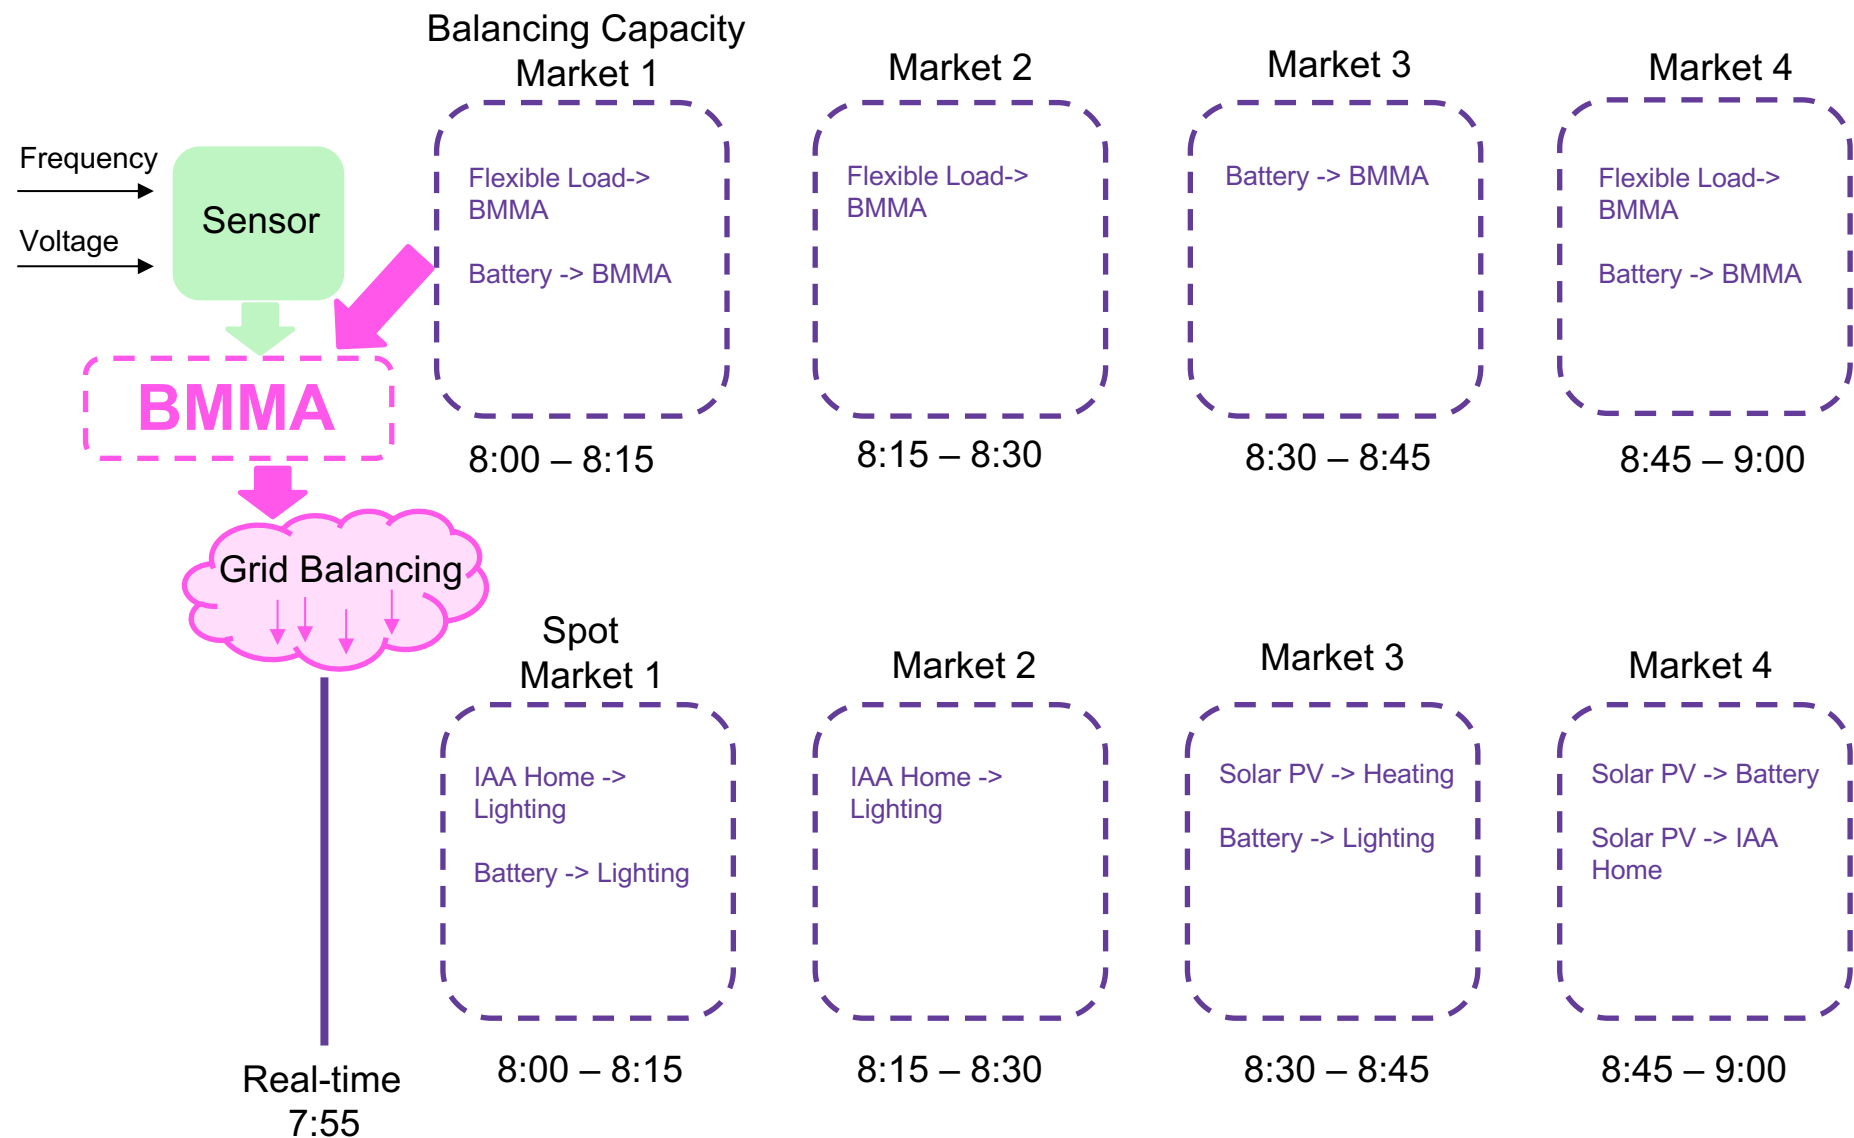 Balancing Capacity
Market 1
Market 2
Market 3
Market 4
Frequency
Voltage
Sensor
Flexible Load->
BMMA
Battery -> BMMA
Flexible Load->
BMMA
Battery -> BMMA
Flexible Load->
BMMA
Battery -> BMMA
BMMA
8:00 – 8:15
8:15 – 8:30
8:30 – 8:45
8:45 – 9:00
Grid Balancing
Spot
Market 1
Market 2
Market 3
Market 4
IAA Home ->
Lighting
Battery -> Lighting
IAA Home ->
Lighting
Solar PV -> Heating
Battery -> Lighting
Solar PV -> Battery
Solar PV -> IAA
Home
Real-time
7:55
8:00 – 8:15
8:15 – 8:30
8:30 – 8:45
8:45 – 9:00